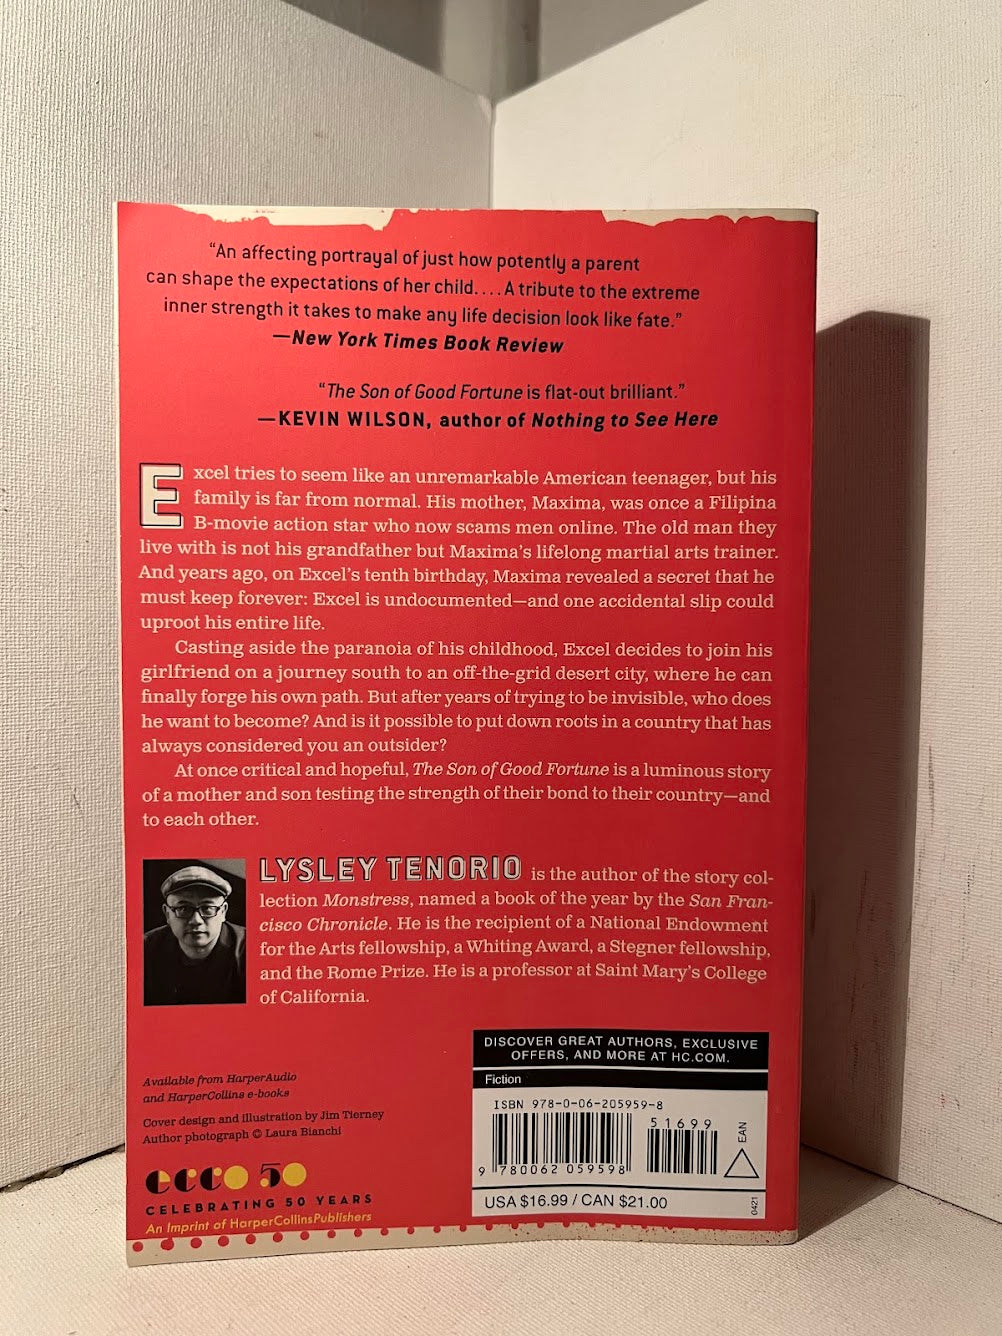 “An affecting portrayal of just how potently a parent
can shape the expectations of her child. . . . A tribute to the extreme
inner strength it takes to make any life decision look like fate.”
—New York Times Book Review
“The Son of Good Fortune is flat-out brilliant.”
—KEVIN WILSON, author of Nothing to See Here
Excel tries to seem like an unremarkable American teenager, but his
family is far from normal. His mother, Maxima, was once a Filipina
B-movie action star who now scams men online. The old man they
live with is not his grandfather but Maxima’s lifelong martial arts trainer.
And years ago, on Excel’s tenth birthday, Maxima revealed a secret that he
must keep forever: Excel is undocumented—and one accidental slip could
uproot his entire life.
Casting aside the paranoia of his childhood, Excel decides to join his
girlfriend on a journey south to an off-the-grid desert city, where he can
finally forge his own path. But after years of trying to be invisible, who does
he want to become? And is it possible to put down roots in a country that has
always considered you an outsider?
At once critical and hopeful, The Son of Good Fortune is a luminous story
of a mother and son testing the strength of their bond to their country—and
to each other.
LYSLEY TENORIO is the author of the story col-
lection Monstress, named a book of the year by the San Fran-
cisco Chronicle. He is the recipient of a National Endowment
for the Arts fellowship, a Whiting Award, a Stegner fellowship,
and the Rome Prize. He is a professor at Saint Mary’s College
of California.
Available from HarperAudio
and HarperCollins e-books
Cover design and illustration by Jim Tierney
Author photograph © Laura Bianchi
ecco 50
CELEBRATING 50 YEARS
An Imprint of HarperCollinsPublishers
DISCOVER GREAT AUTHORS, EXCLUSIVE
OFFERS, AND MORE AT HC.COM.
Fiction
ISBN 978-0-06-205959-8
51699
EAN
9 780062 059598
USA $16.99 / CAN $21.00
0421